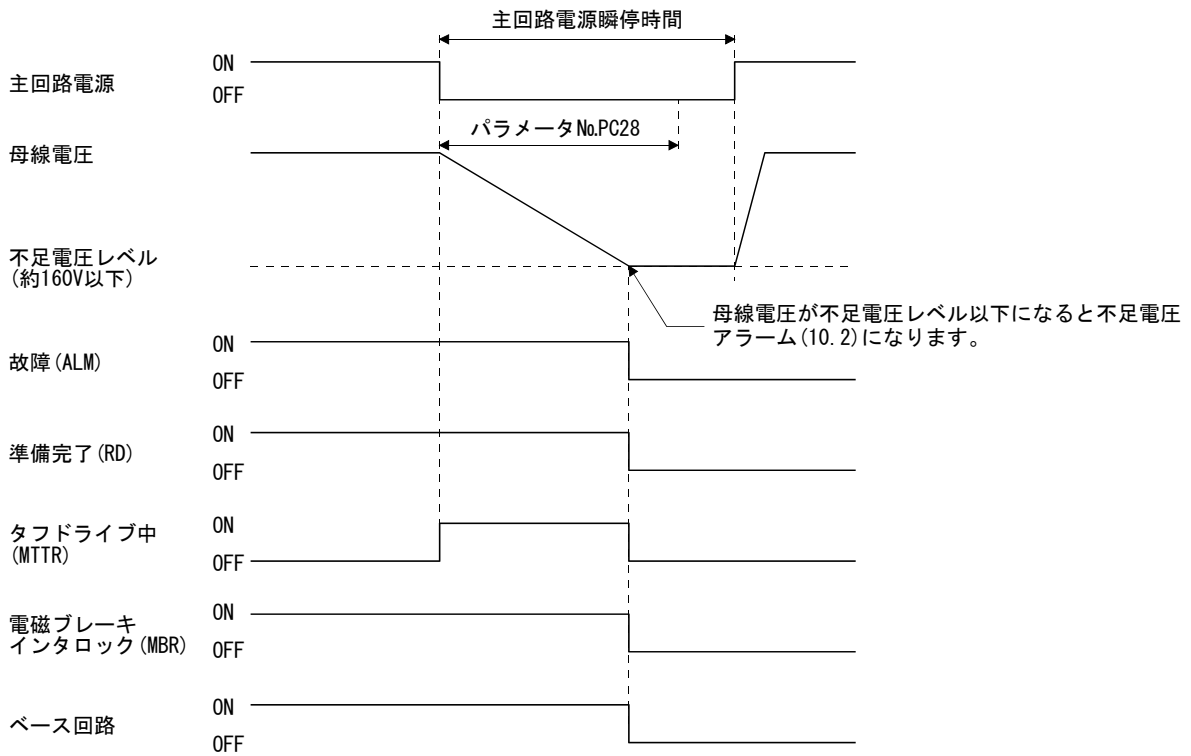 主回路電源瞬停時間
主回路電源
ON
OFF
パラメータNo.PC28
母線電圧
不足電圧レベル
(約160V以下)
母線電圧が不足電圧レベル以下になると不足電圧
アラーム(10.2)になります。
故障(ALM)
ON
OFF
準備完了(RD)
ON
OFF
タフドライブ中
(MTTR)
ON
OFF
電磁ブレーキ
インタロック(MBR)
ON
OFF
ベース回路
ON
OFF